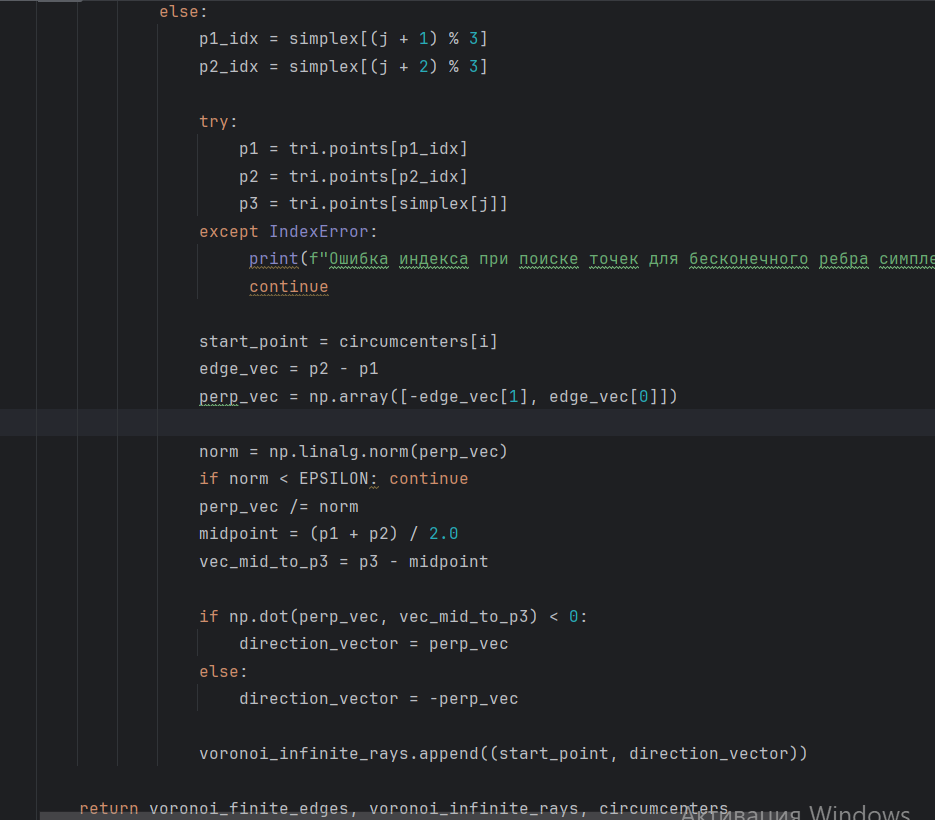 else:
p1_idx = simplex[(j + 1) % 3]
p2_idx = simplex[(j + 2) % 3]
try:
p1 = tri.points[p1_idx]
p2 = tri.points[p2_idx]
p3 = tri.points[simplex[j]]
except IndexError:
print(f"Ошибка индекса при поиске точек для бесконечного ребра симпле
continue
start_point = circumcenters[i]
edge_vec = p2 - p1
perp_vec = np.array([-edge_vec[1], edge_vec[0]])
norm = np.linalg.norm(perp_vec)
if norm < EPSILON: continue
perp_vec /= norm
midpoint = (p1 + p2) / 2.0
vec_mid_to_p3 = p3 - midpoint
if np.dot(perp_vec, vec_mid_to_p3) < 0:
direction_vector = perp_vec
else:
direction_vector = -perp_vec
voronoi_infinite_rays.append((start_point, direction_vector))
return voronoi_finite_edges, voronoi_infinite_rays, circumcenters
Активация Windows